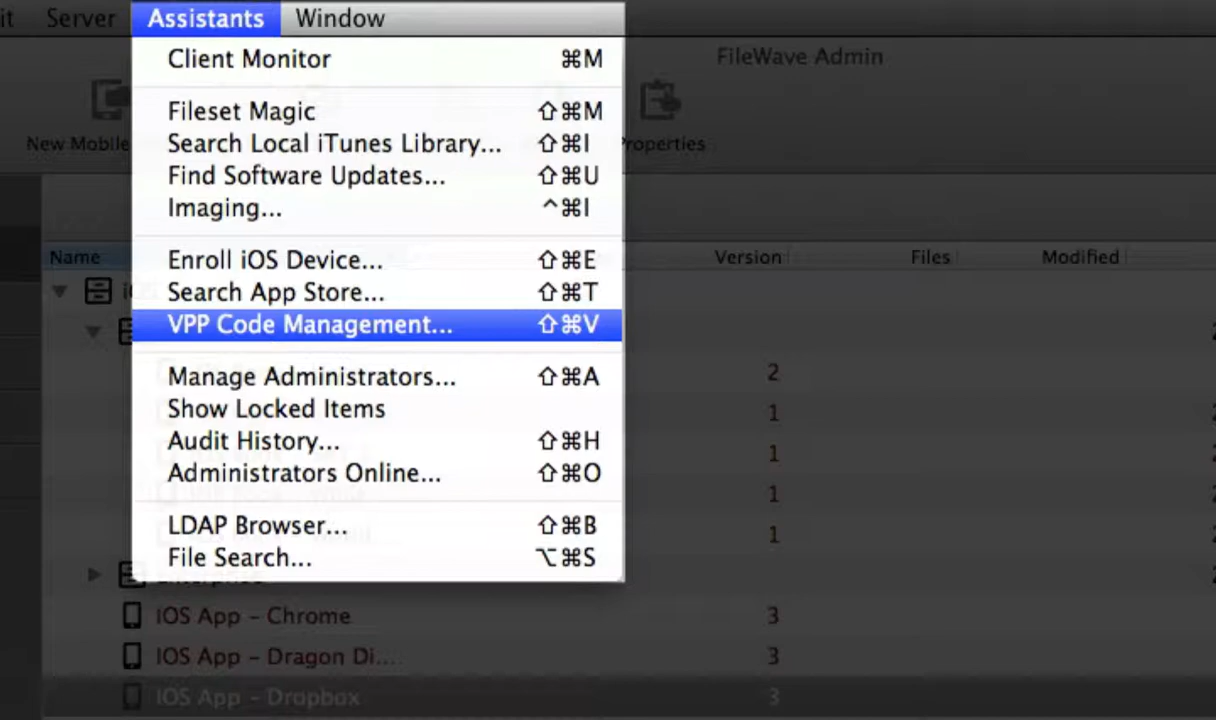 it Server Assistants Window
FileWave Admin
New Mobile Properties
Client Monitor ⌘M
Fileset Magic ⇧⌘M
Search Local iTunes Library... ⇧⌘I
Find Software Updates... ⇧⌘U
Imaging... ^⌘I
Enroll iOS Device... ⇧⌘E
Search App Store... ⇧⌘T
VPP Code Management... ⇧⌘V
Manage Administrators... ⇧⌘A
Show Locked Items
Audit History... ⇧⌘H
Administrators Online... ⇧⌘O
LDAP Browser... ⇧⌘B
File Search... ⌥⌘S
Name Version Files Modified
2
1
1
1
1
IOS App - Chrome 3
IOS App - Dragon Di.... 3
IOS App - Dropbox 3